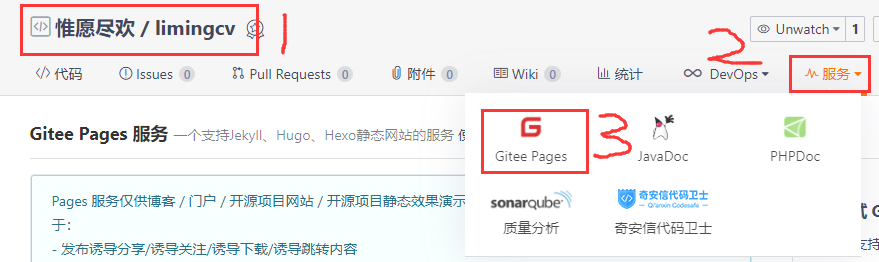 惟愿尽欢 / limingcv
1
Unwatch 1
2
代码 Issues 0 Pull Requests 0 附件 0 Wiki 0 统计 DevOps 服务
Gitee Pages 服务 一个支持Jekyll、Hugo、Hexo静态网站的服务
G
3
Gitee Pages JavaDoc PHPDoc
Pages 服务仅供博客 / 门户 / 开源项目网站 / 开源项目静态效果演示
于:
- 发布诱导分享/诱导关注/诱导下载/诱导跳转内容
sonarqube 奇安信代码卫士
Qi'anxin Codesafe
质量分析 奇安信代码卫士